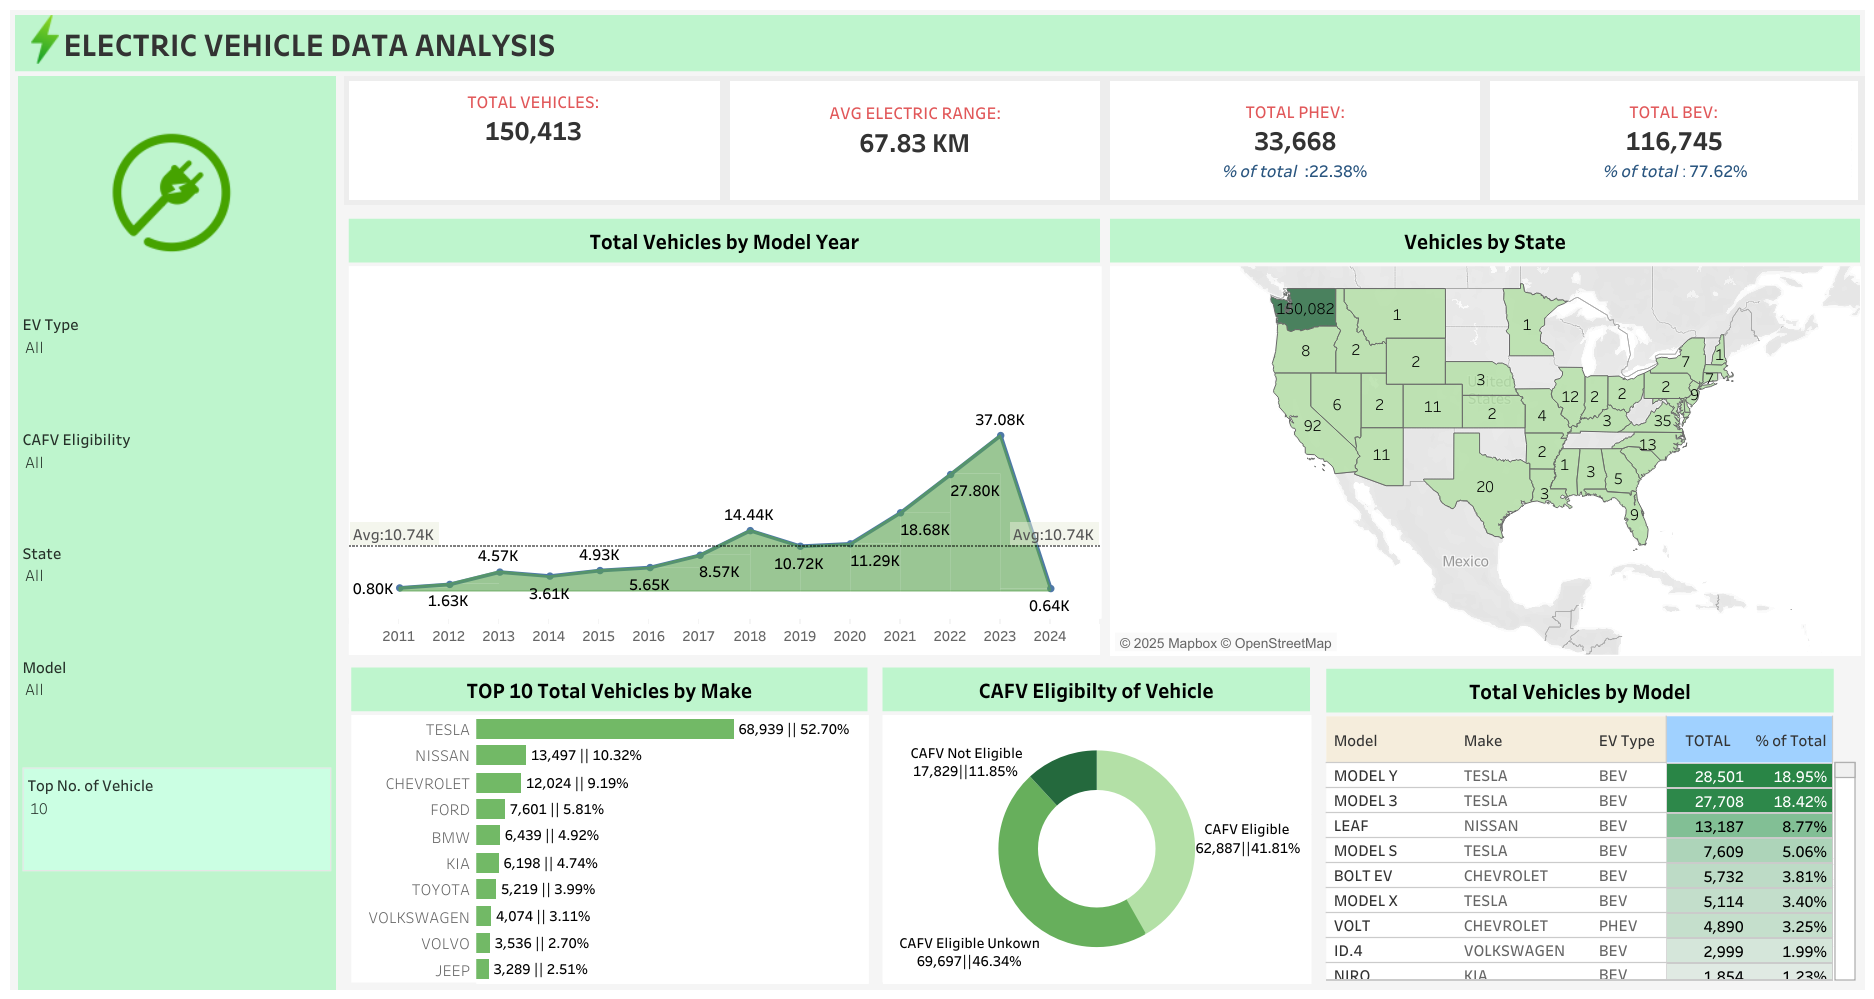 ELECTRIC VEHICLE DATA ANALYSIS
EV Type
All
CAFV Eligibility
All
State
All
Model
All
Top No. of Vehicle
10
TOTAL VEHICLES:
150,413
AVG ELECTRIC RANGE:
67.83 KM
TOTAL PHEV:
33,668
% of total :22.38%
TOTAL BEV:
116,745
% of total : 77.62%
Total Vehicles by Model Year
37.08K
27.80K
14.44K
18.68K
Avg:10.74K
Avg:10.74K
4.57K
4.93K
10.72K
11.29K
8.57K
5.65K
0.80K
3.61K
1.63K
0.64K
2011 2012 2013 2014 2015 2016 2017 2018 2019 2020 2021 2022 2023 2024
Vehicles by State
150,082
1
1
8
2
2
7
1
3
United
States
2
7
6
2
11
2
12
2
2
9
92
4
3
35
13
11
2
1
3
5
20
3
9
Mexico
© 2025 Mapbox © OpenStreetMap
TOP 10 Total Vehicles by Make
TESLA 68,939 || 52.70%
NISSAN 13,497 || 10.32%
CHEVROLET 12,024 || 9.19%
FORD 7,601 || 5.81%
BMW 6,439 || 4.92%
KIA 6,198 || 4.74%
TOYOTA 5,219 || 3.99%
VOLKSWAGEN 4,074 || 3.11%
VOLVO 3,536 || 2.70%
JEEP 3,289 || 2.51%
CAFV Eligibilty of Vehicle
CAFV Not Eligible
17,829||11.85%
CAFV Eligible
62,887||41.81%
CAFV Eligible Unkown
69,697||46.34%
Total Vehicles by Model
Model Make EV Type TOTAL % of Total
MODEL Y TESLA BEV 28,501 18.95%
MODEL 3 TESLA BEV 27,708 18.42%
LEAF NISSAN BEV 13,187 8.77%
MODEL S TESLA BEV 7,609 5.06%
BOLT EV CHEVROLET BEV 5,732 3.81%
MODEL X TESLA BEV 5,114 3.40%
VOLT CHEVROLET PHEV 4,890 3.25%
ID.4 VOLKSWAGEN BEV 2,999 1.99%
NIRO KIA BEV 1,854 1.23%